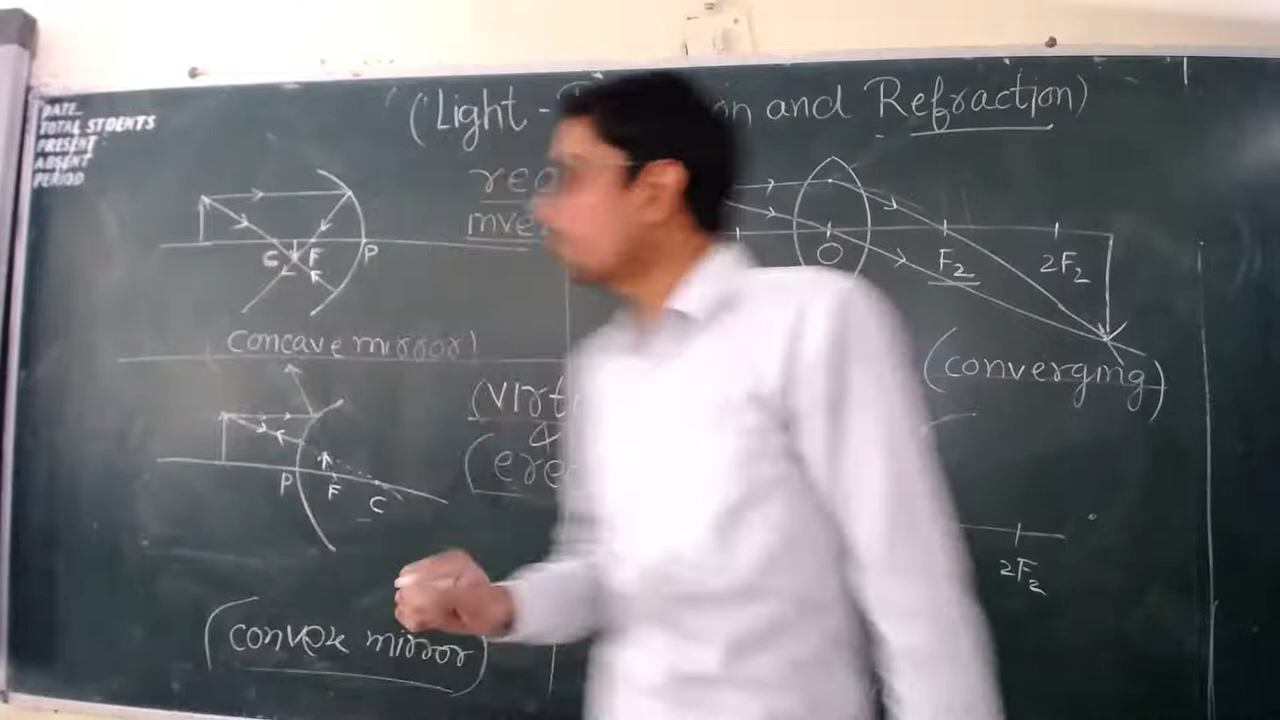 DATE
TOTAL STUDENTS
PRESENT
ABSENT
PERIOD
(Light - on and Refraction)
C F P
concave mirror)
P F C
(convex mirror)
O F₂ 2F₂
(converging)
2F₂